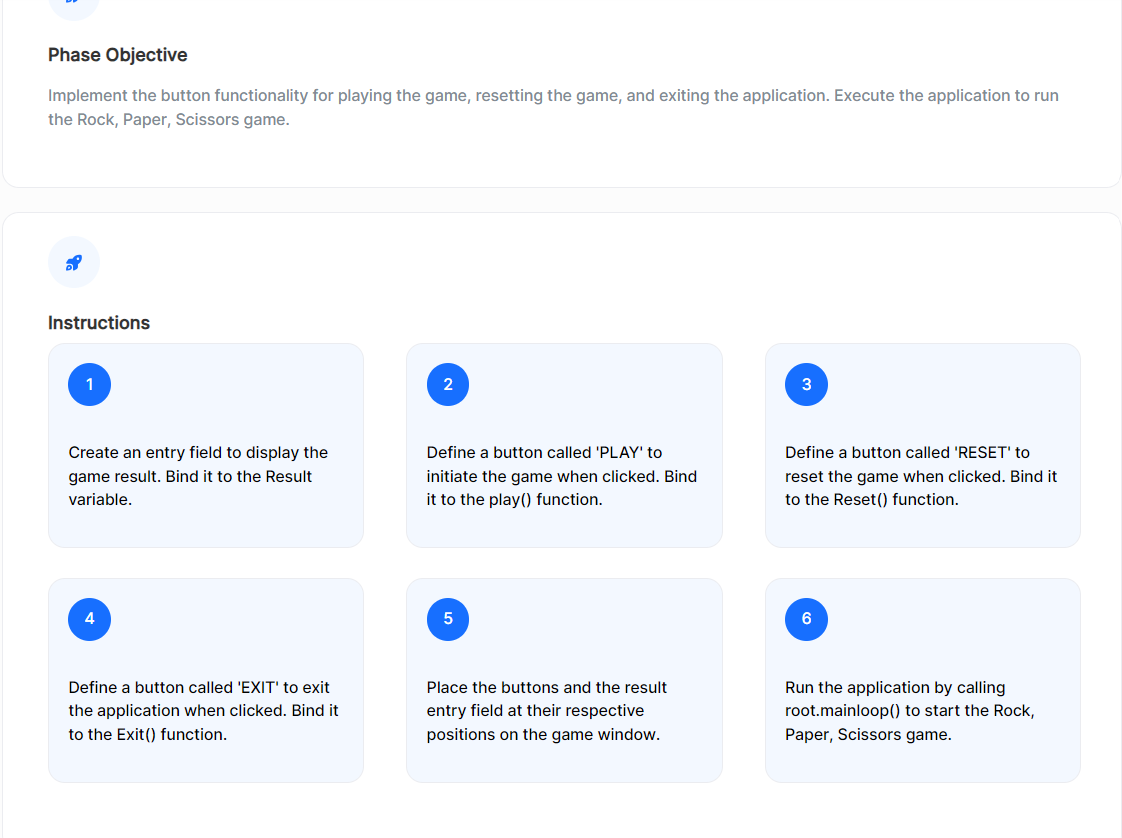 Phase Objective
Implement the button functionality for playing the game, resetting the game, and exiting the application. Execute the application to run
the Rock, Paper, Scissors game.
Instructions
1
Create an entry field to display the
game result. Bind it to the Result
variable.
2
Define a button called 'PLAY' to
initiate the game when clicked. Bind
it to the play() function.
3
Define a button called 'RESET' to
reset the game when clicked. Bind it
to the Reset() function.
4
Define a button called 'EXIT' to exit
the application when clicked. Bind it
to the Exit() function.
5
Place the buttons and the result
entry field at their respective
positions on the game window.
6
Run the application by calling
root.mainloop() to start the Rock,
Paper, Scissors game.